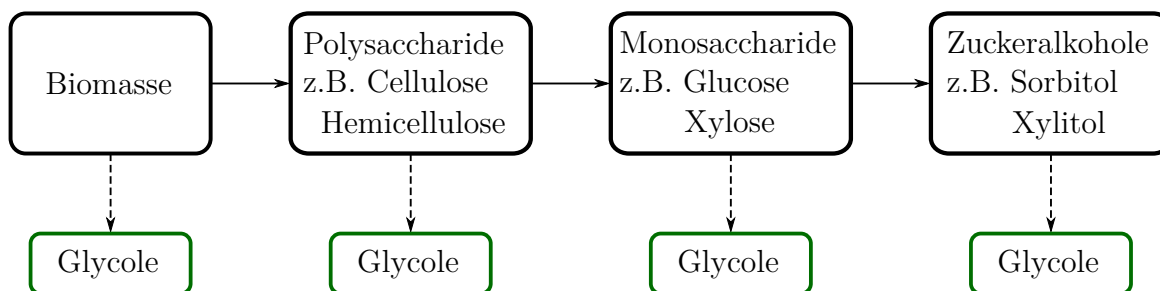 Biomasse
Polysaccharide
z.B. Cellulose
Hemicellulose
Monosaccharide
z.B. Glucose
Xylose
Zuckeralkohole
z.B. Sorbitol
Xylitol
Glycole
Glycole
Glycole
Glycole